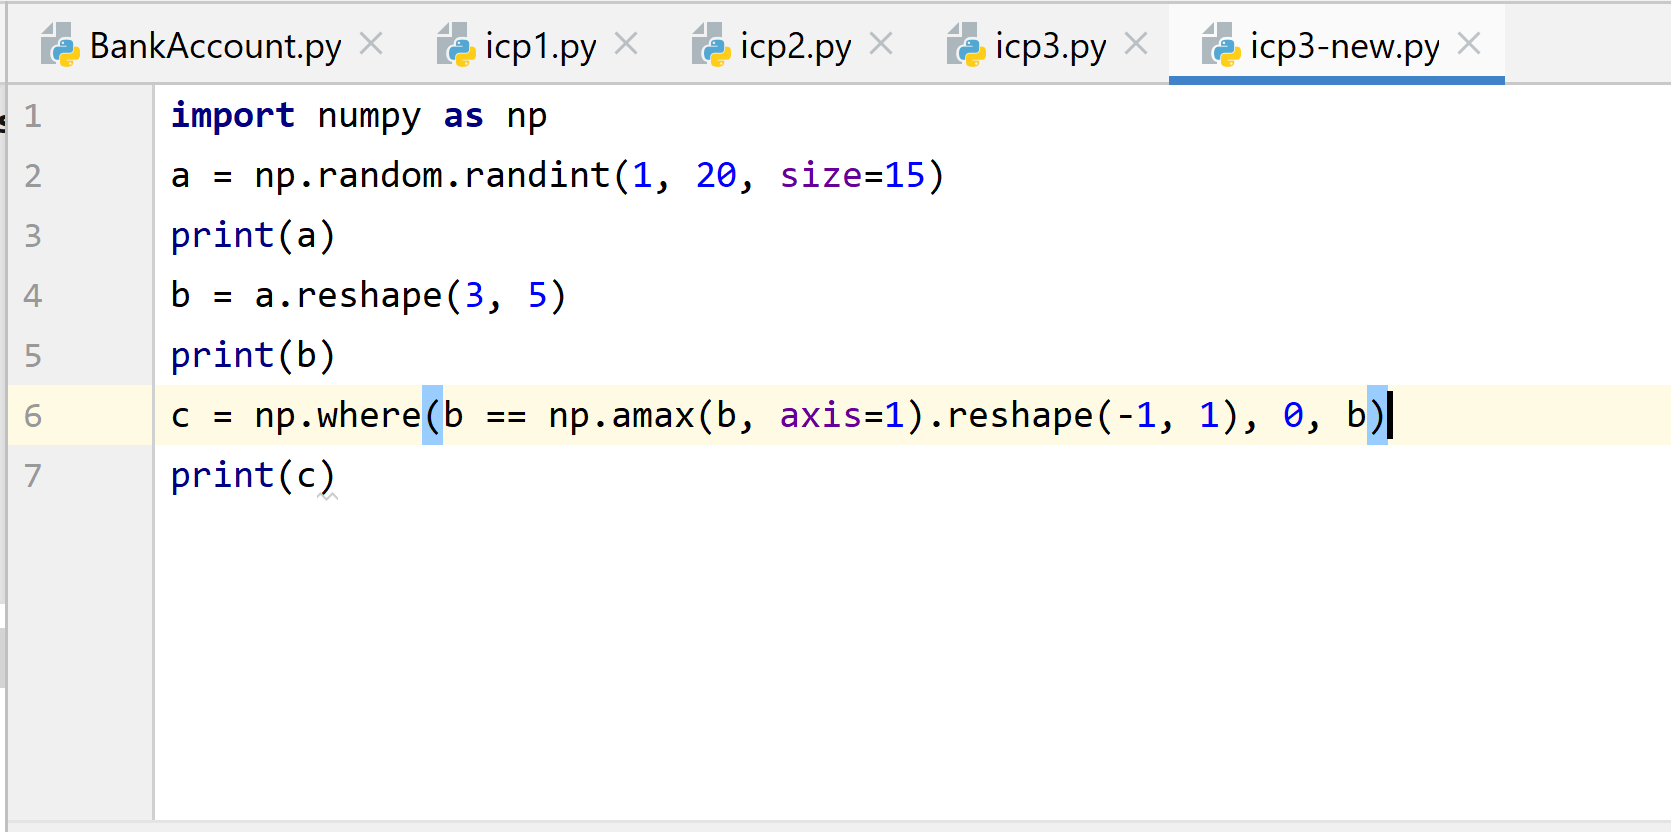 BankAccount.py icp1.py icp2.py icp3.py icp3-new.py
1 import numpy as np
2 a = np.random.randint(1, 20, size=15)
3 print(a)
4 b = a.reshape(3, 5)
5 print(b)
6 c = np.where(b == np.amax(b, axis=1).reshape(-1, 1), 0, b)
7 print(c)